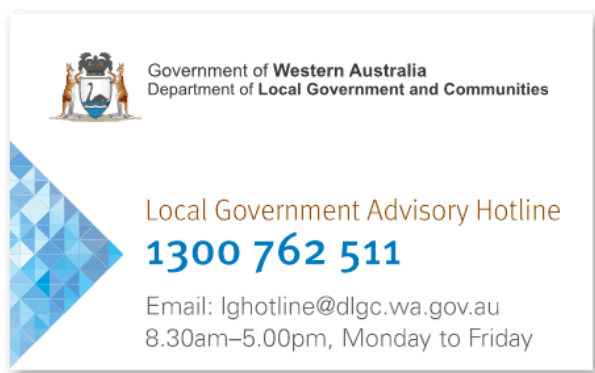 Government of Western Australia
Department of Local Government and Communities
Local Government Advisory Hotline
1300 762 511
Email: lghotline@dlgc.wa.gov.au
8.30am–5.00pm, Monday to Friday